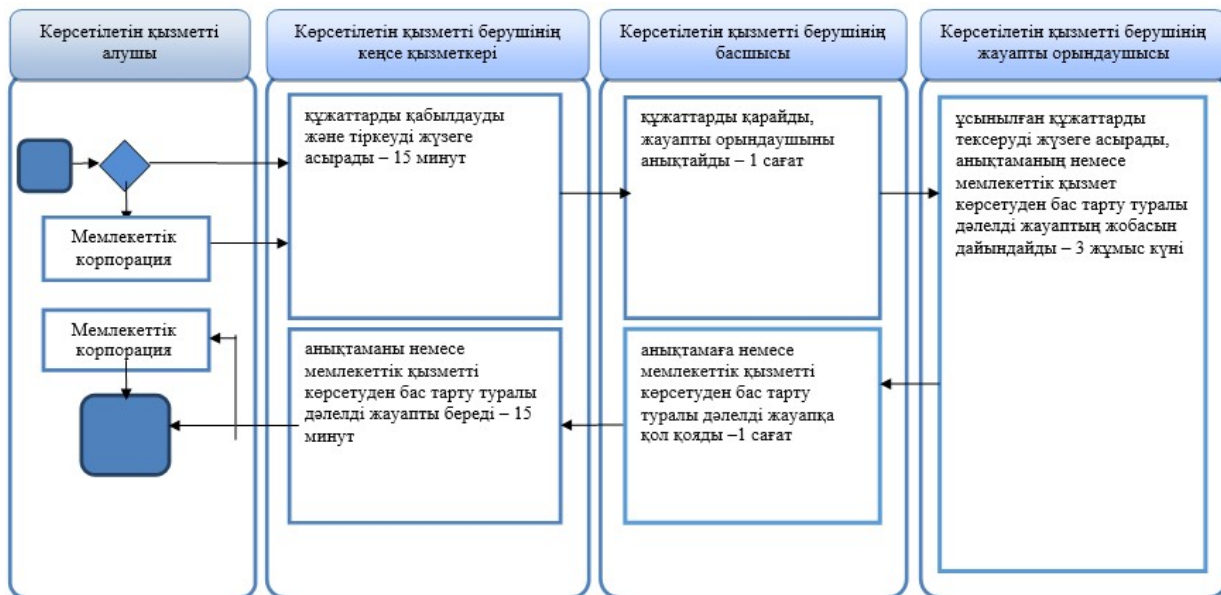 Көрсетілетін қызметті
алушы
Көрсетілетін қызметті берушінің
кеңсе қызметкері
Көрсетілетін қызметті берушінің
басшысы
Көрсетілетін қызметті берушінің
жауапты орындаушысы
құжаттарды қабылдауды
және тіркеуді жүзеге
асырады – 15 минут
құжаттарды қарайды,
жауапты орындаушыны
анықтайды – 1 сағат
ұсынылған құжаттарды
тексеруді жүзеге асырады,
анықтаманың немесе
мемлекеттік қызмет
көрсетуден бас тарту туралы
дәлелді жауаптың жобасын
дайындайды – 3 жұмыс күні
Мемлекеттік
корпорация
Мемлекеттік
корпорация
анықтаманы немесе
мемлекеттік қызметті
көрсетуден бас тарту туралы
дәлелді жауапты береді – 15
минут
анықтамаға немесе
мемлекеттік қызметті
көрсетуден бас тарту
туралы дәлелді жауапқа
қол қояды –1 сағат